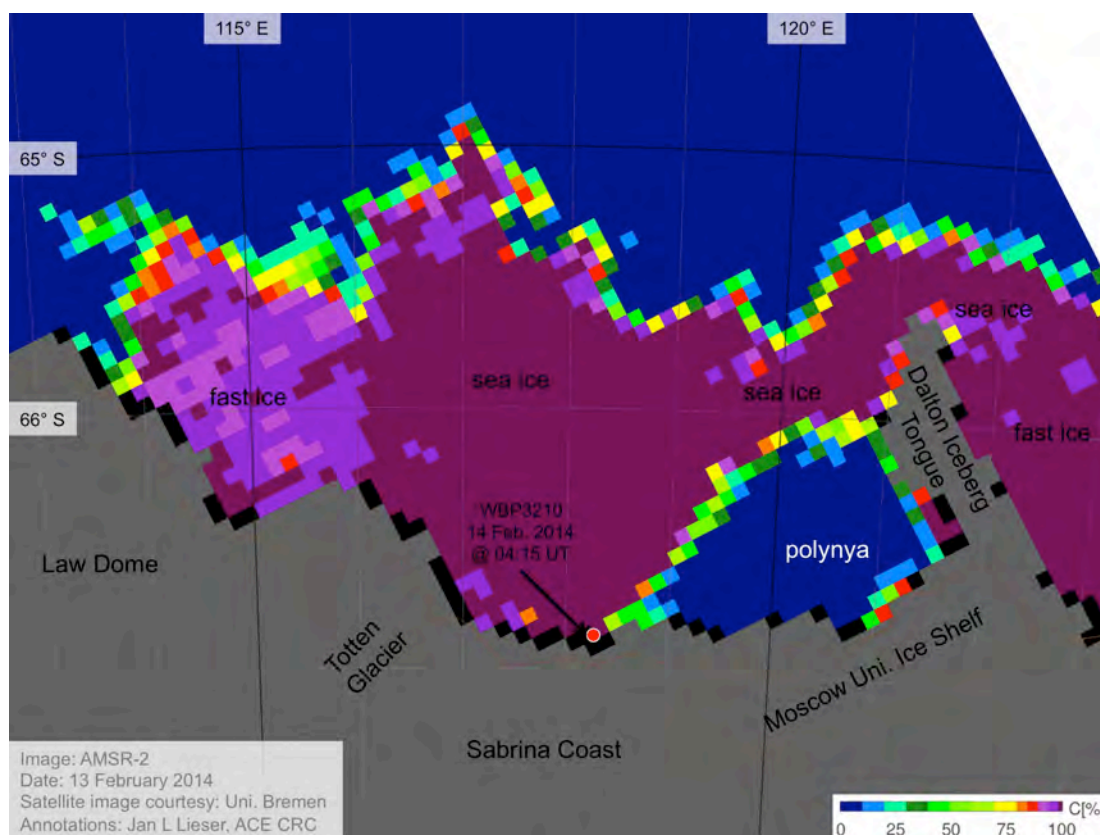 115° E
120° E
65° S
sea ice
sea ice
fast ice
sea ice
66° S
Dalton Iceberg
Tongue
fast ice
WBP3210
14 Feb. 2014
@ 04:15 UT
polynya
Law Dome
Totten
Glacier
Moscow Uni. Ice Shelf
Sabrina Coast
Image: AMSR-2
Date: 13 February 2014
Satellite image courtesy: Uni. Bremen
Annotations: Jan L Lieser, ACE CRC
C[%
0 25 50 75 100